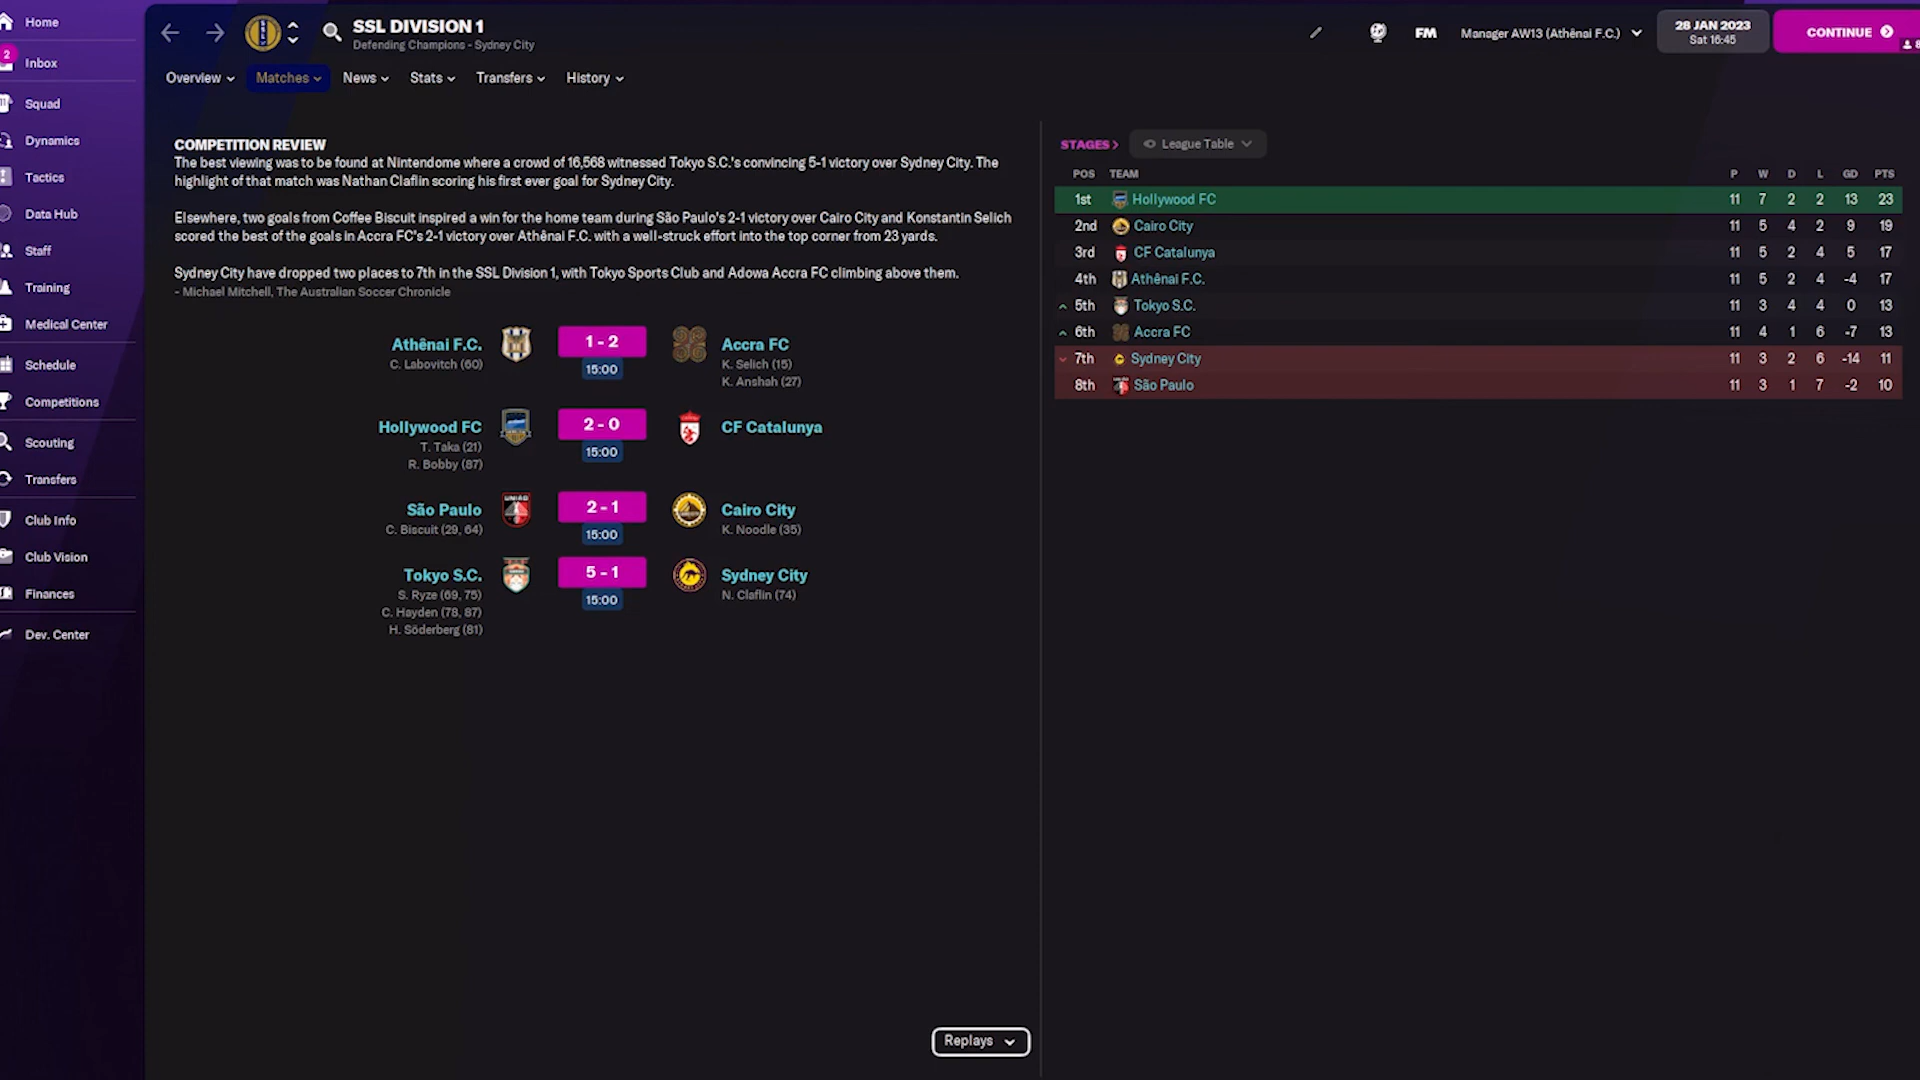 Home
2
Inbox
Squad
Dynamics
Tactics
Data Hub
Staff
Training
Medical Center
Schedule
Competitions
Scouting
Transfers
Club Info
Club Vision
Finances
Dev. Center
SSL DIVISION 1
Defending Champions - Sydney City
FM
Manager AW13 (Athênai F.C.)
28 JAN 2023
Sat 16:45
CONTINUE
8
Overview
Matches
News
Stats
Transfers
History
COMPETITION REVIEW
The best viewing was to be found at Nintendome where a crowd of 16,568 witnessed Tokyo S.C.'s convincing 5-1 victory over Sydney City. The
highlight of that match was Nathan Claflin scoring his first ever goal for Sydney City.
Elsewhere, two goals from Coffee Biscuit inspired a win for the home team during São Paulo's 2-1 victory over Cairo City and Konstantin Selich
scored the best of the goals in Accra FC's 2-1 victory over Athênai F.C. with a well-struck effort into the top corner from 23 yards.
Sydney City have dropped two places to 7th in the SSL Division 1, with Tokyo Sports Club and Adowa Accra FC climbing above them.
- Michael Mitchell, The Australian Soccer Chronicle
Athênai F.C. 1 - 2 Accra FC
C. Labovitch (60) 15:00 K. Selich (15)
K. Anshah (27)
Hollywood FC 2 - 0 CF Catalunya
T. Taka (21) 15:00
R. Bobby (87)
São Paulo 2 - 1 Cairo City
C. Biscuit (29, 64) 15:00 K. Noodle (35)
Tokyo S.C. 5 - 1 Sydney City
S. Ryze (69, 75) 15:00 N. Claflin (74)
C. Hayden (78, 87)
H. Söderberg (81)
Replays
STAGES> League Table
POS TEAM P W D L GD PTS
1st Hollywood FC 11 7 2 2 13 23
2nd Cairo City 11 5 4 2 9 19
3rd CF Catalunya 11 5 2 4 5 17
4th Athênai F.C. 11 5 2 4 -4 17
5th Tokyo S.C. 11 3 4 4 0 13
6th Accra FC 11 4 1 6 -7 13
7th Sydney City 11 3 2 6 -14 11
8th São Paulo 11 3 1 7 -2 10